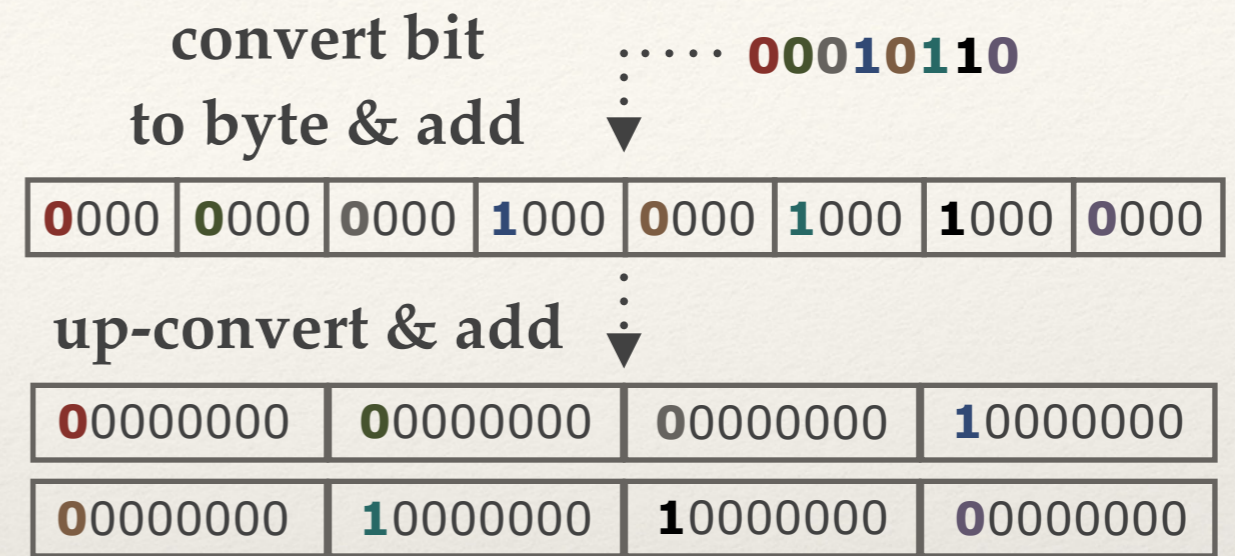 convert bit
00010110
to byte & add
0000 0000 0000 1000 0000 1000 1000 0000
up-convert & add
00000000 00000000 00000000 10000000
00000000 10000000 10000000 00000000